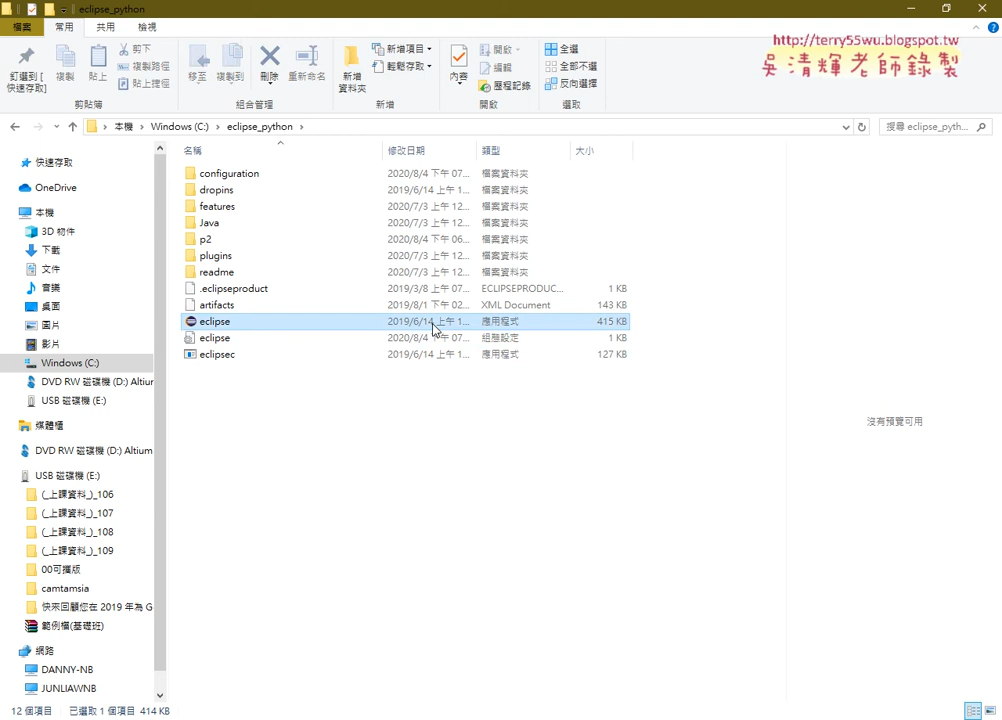 eclipse_python
檔案 常用 共用 檢視
http://terry55wu.blogspot.tw
吳清輝老師錄製
釘選到 [快速存取]
複製
貼上
剪下
複製路徑
貼上捷徑
剪貼簿
移至
複製到
刪除
重新命名
組合管理
新增資料夾
新增項目
輕鬆存取
新增
內容
開啟
編輯
歷程記錄
開啟
全選
全部不選
反向選擇
選取
本機 > Windows (C:) > eclipse_python >
搜尋 eclipse_pyth...
名稱 修改日期 類型 大小
configuration 2020/8/4 下午 07... 檔案資料夾
dropins 2019/6/14 上午 1... 檔案資料夾
features 2020/7/3 上午 12... 檔案資料夾
Java 2020/7/3 上午 12... 檔案資料夾
p2 2020/8/4 下午 06... 檔案資料夾
plugins 2020/7/3 上午 12... 檔案資料夾
readme 2020/7/3 上午 12... 檔案資料夾
.eclipseproduct 2019/3/8 上午 07... ECLIPSEPRODUC... 1 KB
artifacts 2019/8/1 下午 02... XML Document 143 KB
eclipse 2019/6/14 上午 1... 應用程式 415 KB
eclipse 2020/8/4 下午 07... 組態設定 1 KB
eclipsec 2019/6/14 上午 1... 應用程式 127 KB
快速存取
OneDrive
本機
3D 物件
下載
文件
音樂
桌面
圖片
影片
Windows (C:)
DVD RW 磁碟機 (D:) Altiur
USB 磁碟機 (E:)
媒體櫃
DVD RW 磁碟機 (D:) Altium
USB 磁碟機 (E:)
(_上課資料_)_106
(_上課資料_)_107
(_上課資料_)_108
(_上課資料_)_109
00可攜版
camtamsia
快來回顧您在 2019 年為 G
範例檔(基礎班)
網路
DANNY-NB
JUNLIAWNB
沒有預覽可用
12 個項目 已選取 1 個項目 414 KB